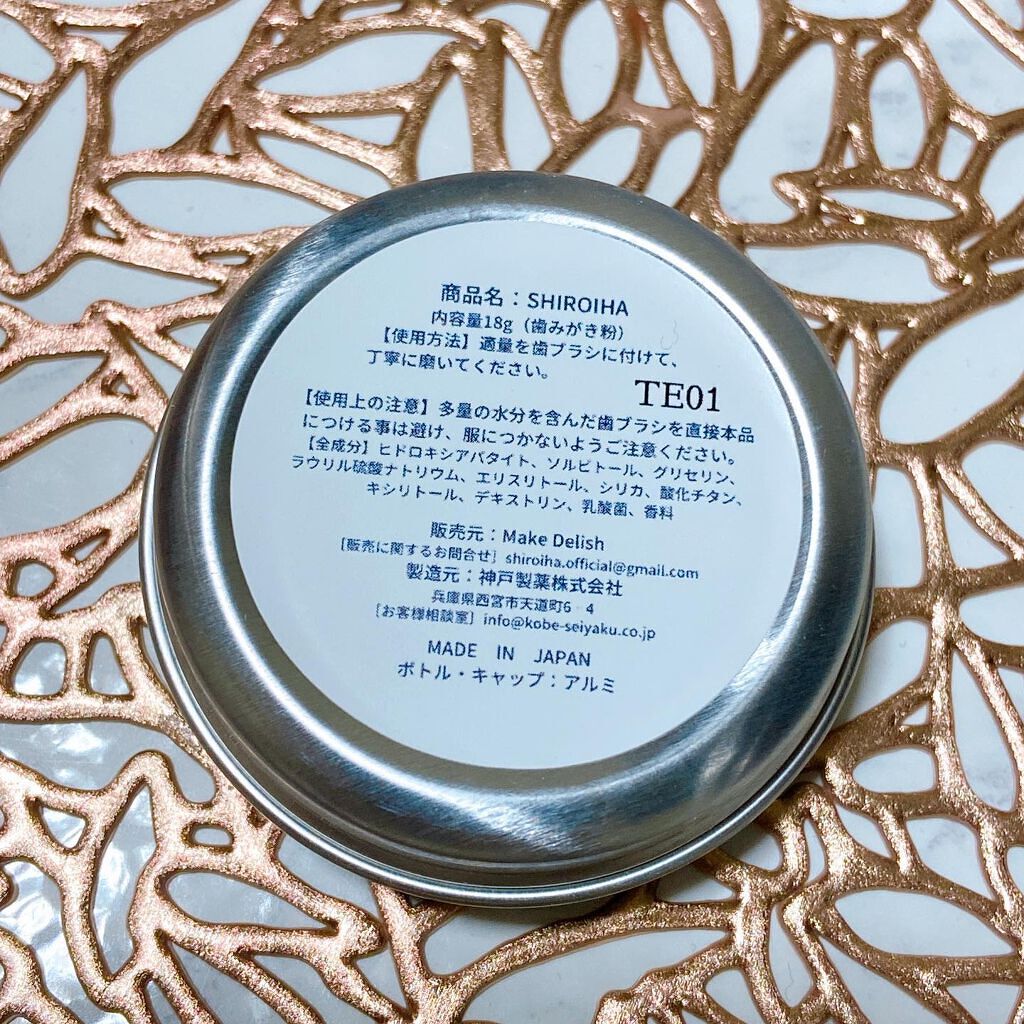 商品名：SHIROIHA
内容量18g（歯みがき粉）
【使用方法】適量を歯ブラシに付けて、
丁寧に磨いてください。
TE01
【使用上の注意】多量の水分を含んだ歯ブラシを直接本品
につける事は避け、服につかないようご注意ください。
【全成分】ヒドロキシアパタイト、ソルビトール、グリセリン、
ラウリル硫酸ナトリウム、エリスリトール、シリカ、酸化チタン、
キシリトール、デキストリン、乳酸菌、香料
販売元：Make Delish
［販売に関するお問合せ］shiroiha.official@gmail.com
製造元：神戸製薬株式会社
兵庫県西宮市天道町6‐4
［お客様相談室］info@kobe-seiyaku.co.jp
MADE IN JAPAN
ボトル・キャップ：アルミ